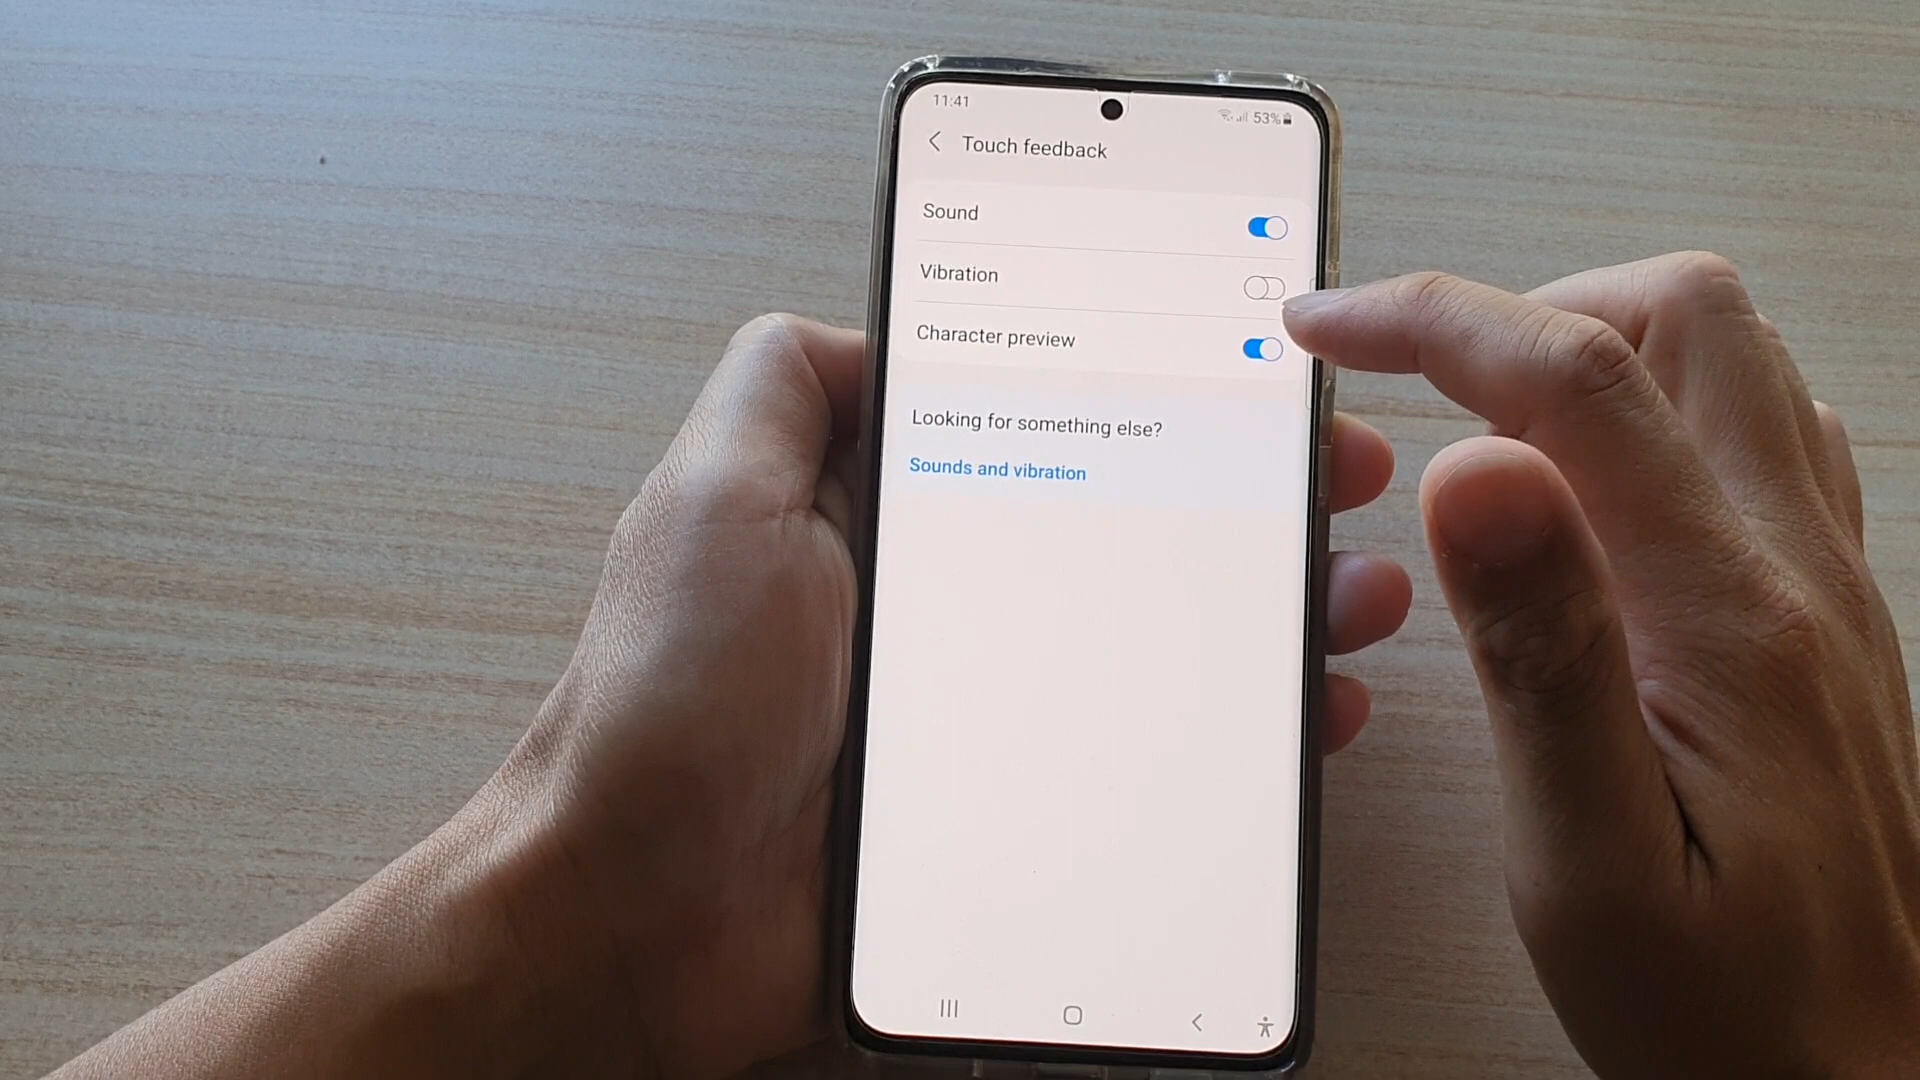 11:41
53%
Touch feedback
Sound
Vibration
Character preview
Looking for something else?
Sounds and vibration